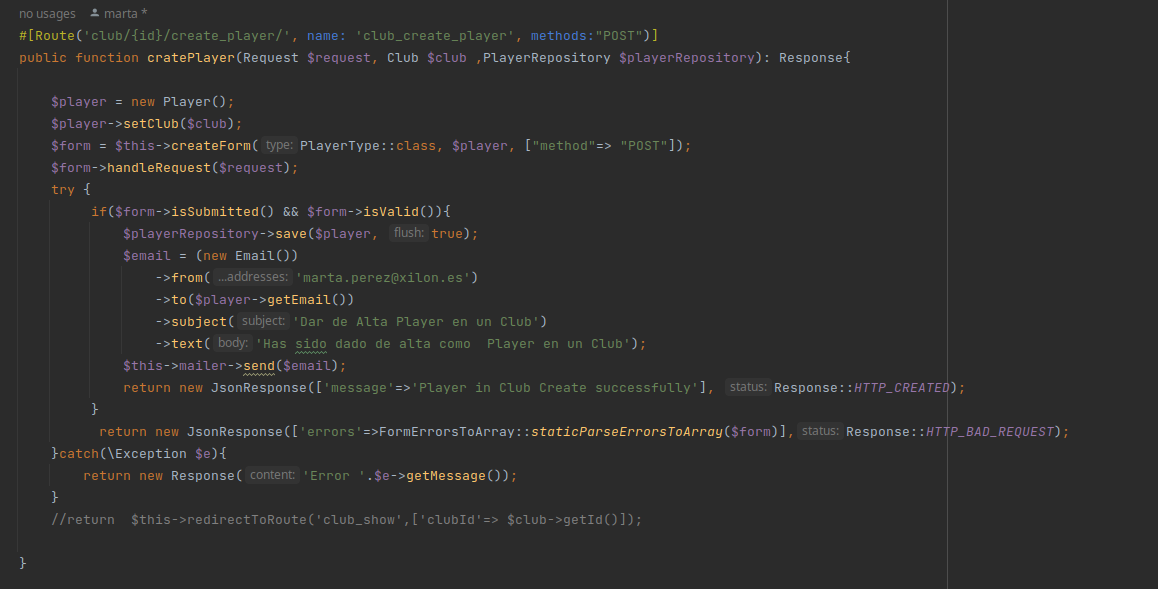 no usages marta *
#[Route('club/{id}/create_player/', name: 'club_create_player', methods:"POST")]
public function cratePlayer(Request $request, Club $club ,PlayerRepository $playerRepository): Response{
$player = new Player();
$player->setClub($club);
$form = $this->createForm( type: PlayerType::class, $player, ["method"=> "POST"]);
$form->handleRequest($request);
try {
if($form->isSubmitted() && $form->isValid()){
$playerRepository->save($player, flush: true);
$email = (new Email())
->from( ...addresses: 'marta.perez@xilon.es')
->to($player->getEmail())
->subject( subject: 'Dar de Alta Player en un Club')
->text( body: 'Has sido dado de alta como  Player en un Club');
$this->mailer->send($email);
return new JsonResponse(['message'=>'Player in Club Create successfully'], status: Response::HTTP_CREATED);
}
return new JsonResponse(['errors'=>FormErrorsToArray::staticParseErrorsToArray($form)], status: Response::HTTP_BAD_REQUEST);
}catch(\Exception $e){
return new Response( content: 'Error '.$e->getMessage());
}
//return  $this->redirectToRoute('club_show',['clubId'=> $club->getId()]);
}